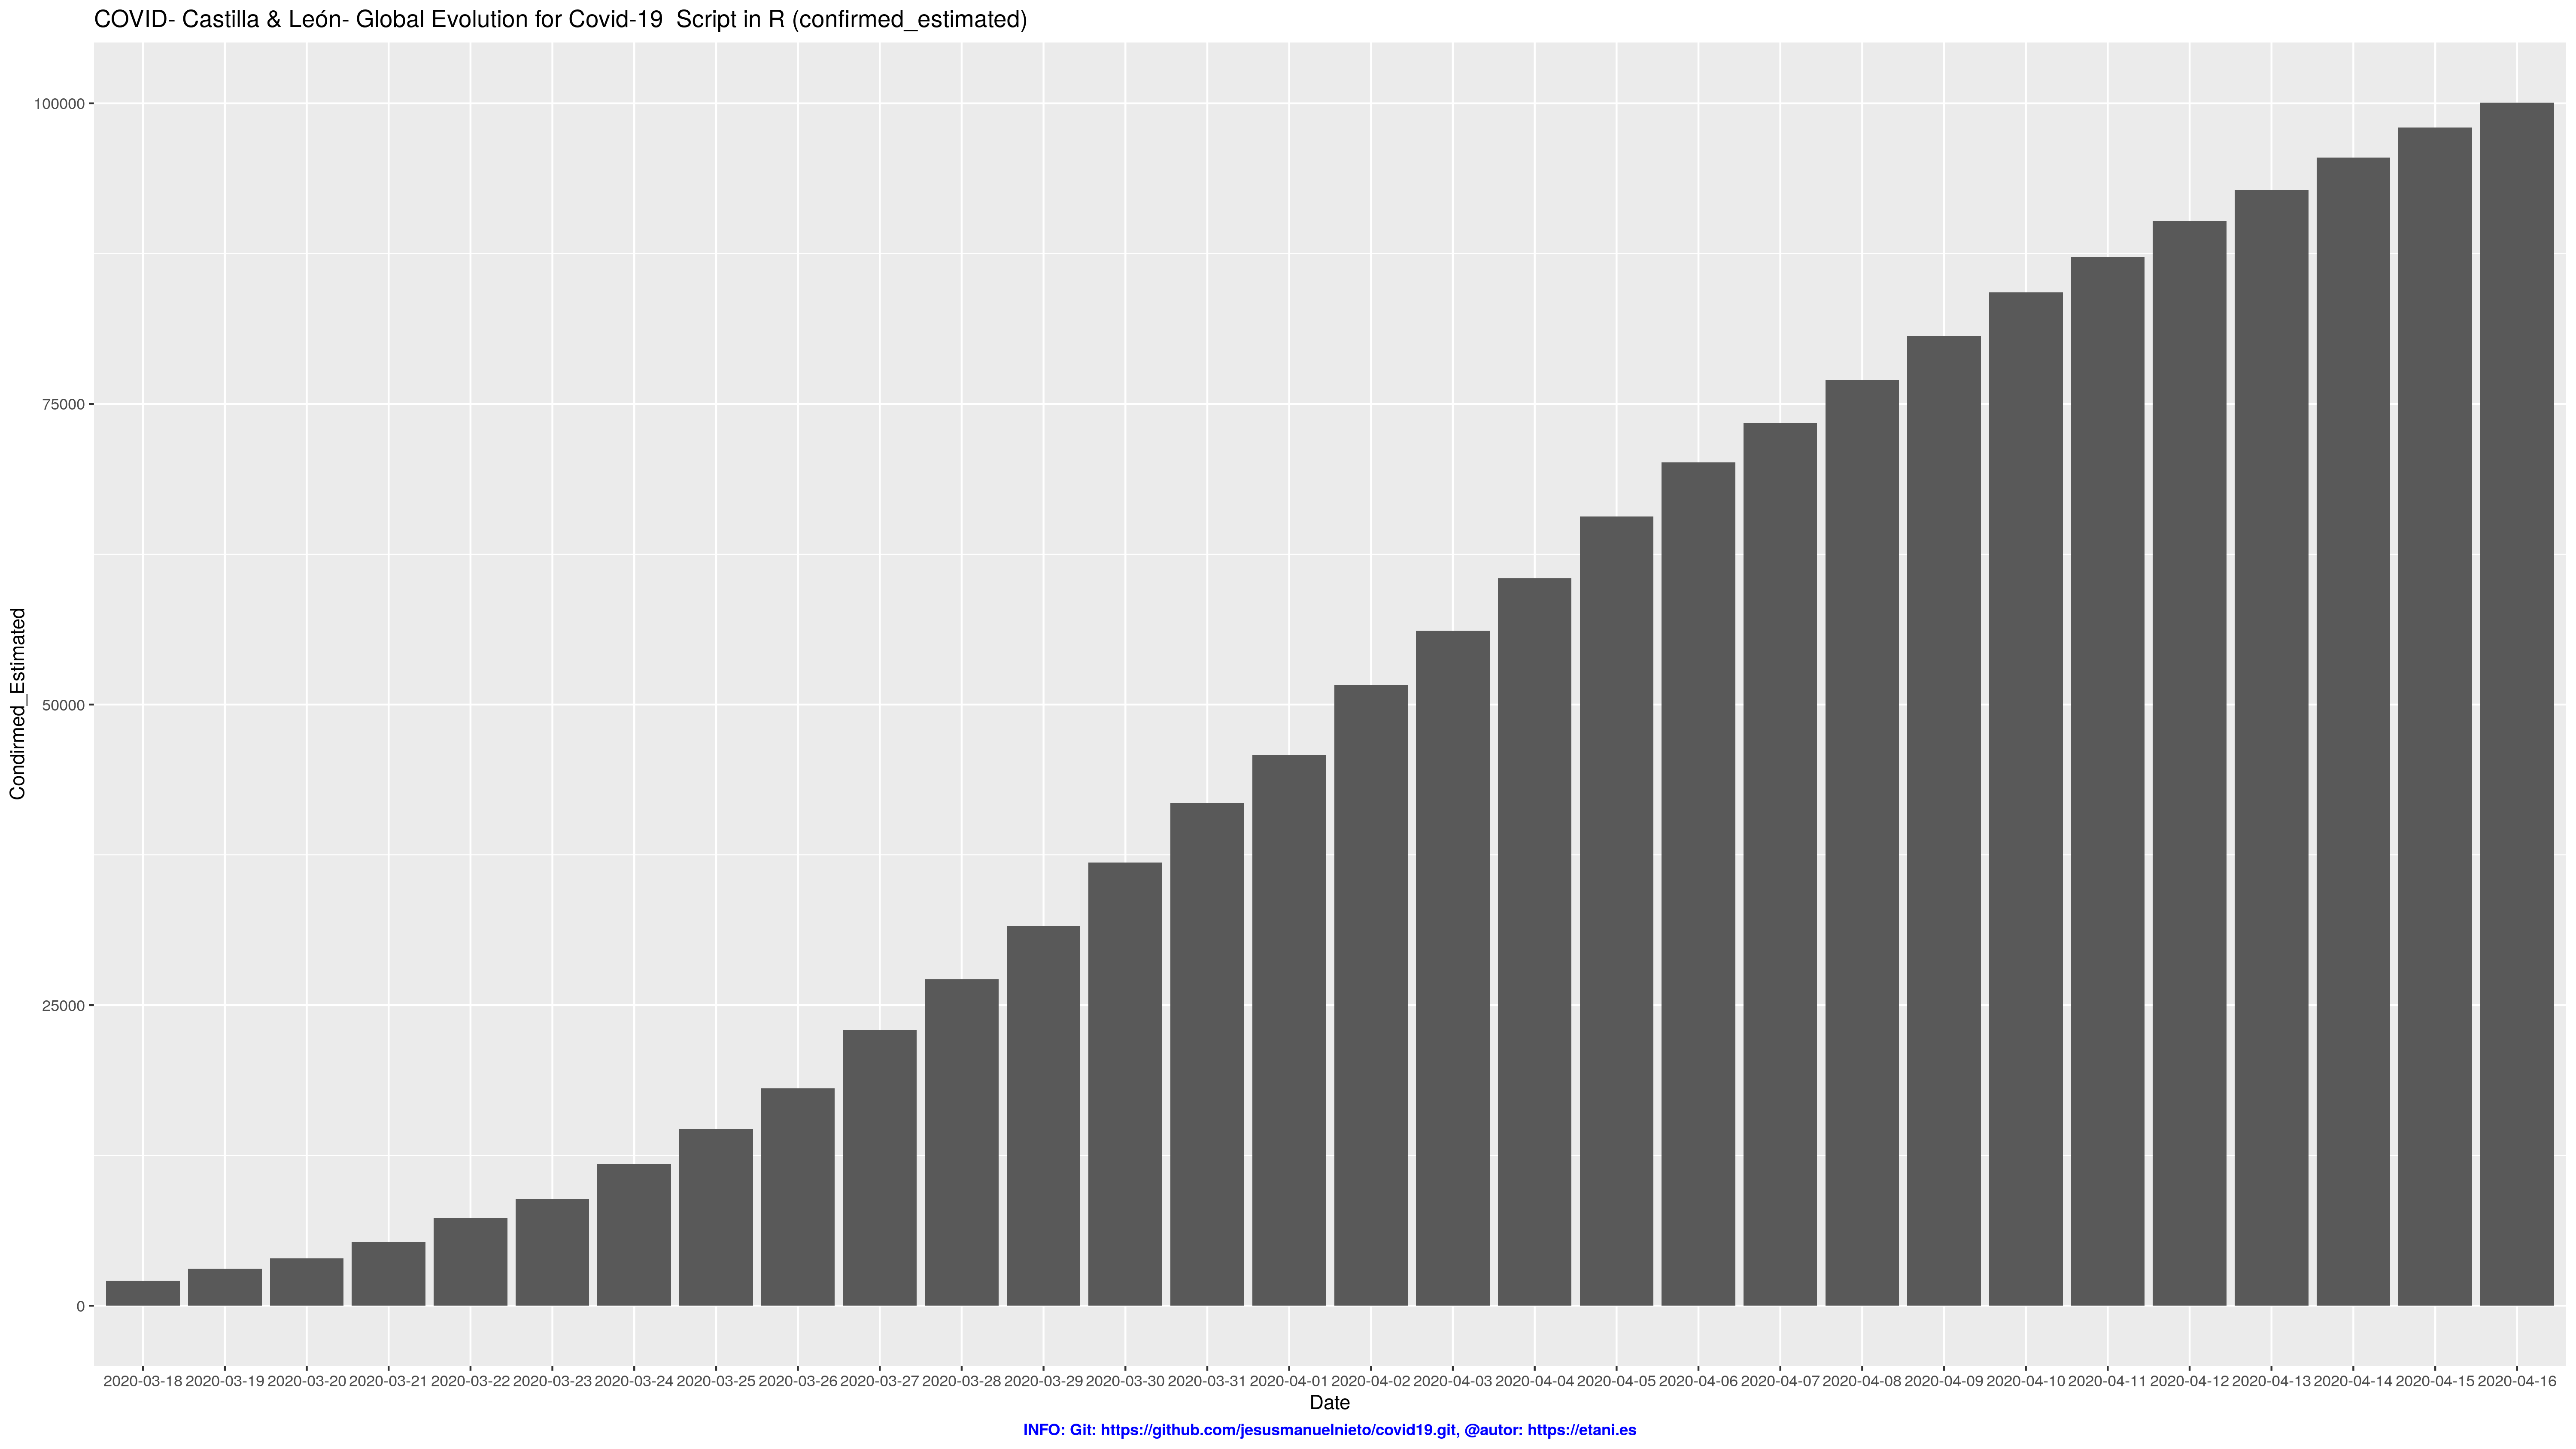 COVID- Castilla & León- Global Evolution for Covid-19  Script in R (confirmed_estimated)
Condirmed_Estimated
100000
75000
50000
25000
0
2020-03-18 2020-03-19 2020-03-20 2020-03-21 2020-03-22 2020-03-23 2020-03-24 2020-03-25 2020-03-26 2020-03-27 2020-03-28 2020-03-29 2020-03-30 2020-03-31 2020-04-01 2020-04-02 2020-04-03 2020-04-04 2020-04-05 2020-04-06 2020-04-07 2020-04-08 2020-04-09 2020-04-10 2020-04-11 2020-04-12 2020-04-13 2020-04-14 2020-04-15 2020-04-16
Date
INFO: Git: https://github.com/jesusmanuelnieto/covid19.git, @autor: https://etani.es